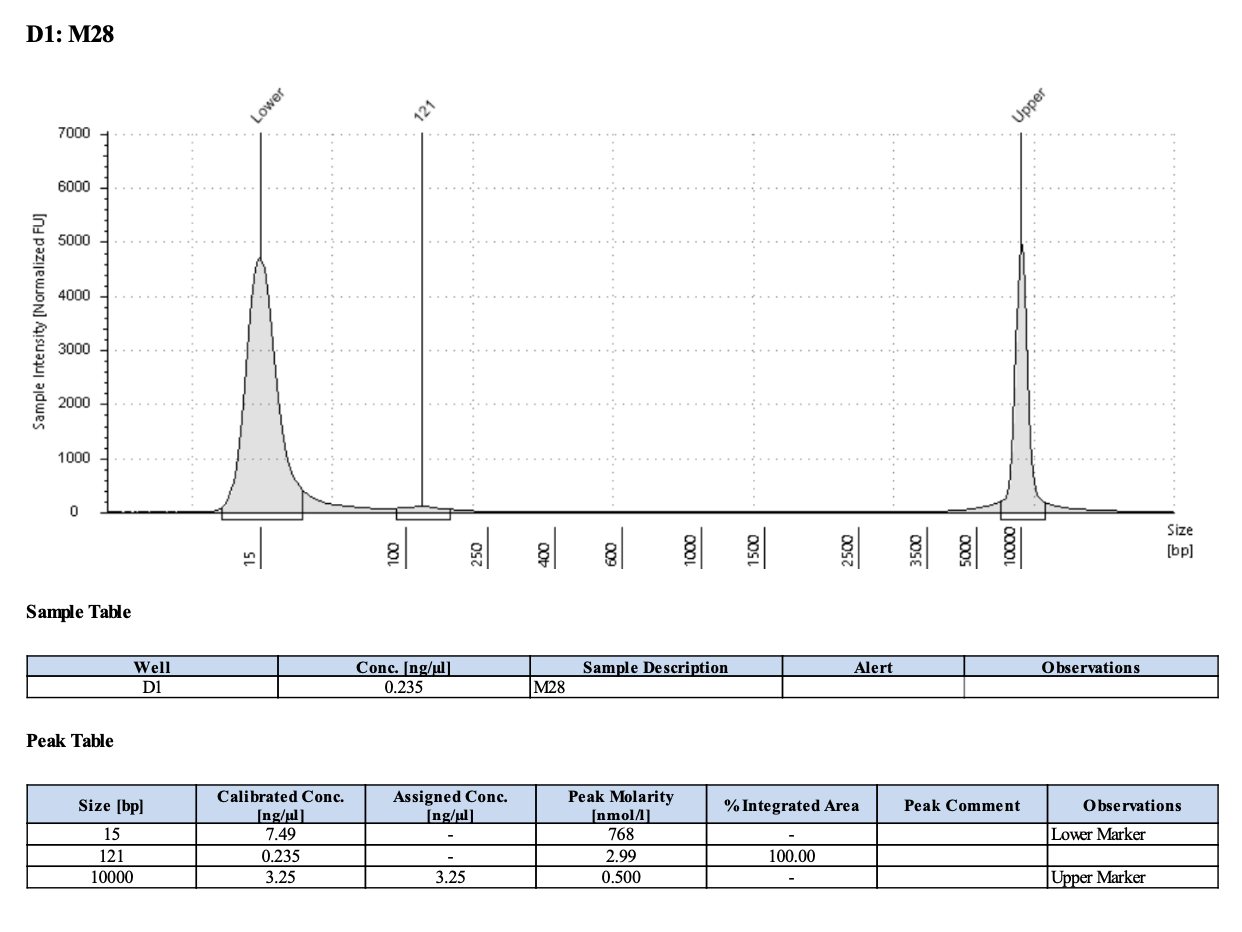 D1: M28
Lower
121
Upper
7000
6000
5000
4000
3000
2000
1000
0
Sample Intensity [Normalized FU]
15
100
250
400
600
1000
1500
2500
3500
5000
10000
Size
[bp]
Sample Table
Well Conc. [ng/µl] Sample Description Alert Observations
D1 0.235 M28
Peak Table
Size [bp] Calibrated Conc. [ng/µl] Assigned Conc. [ng/µl] Peak Molarity [nmol/l] % Integrated Area Peak Comment Observations
15 7.49 - 768 - Lower Marker
121 0.235 - 2.99 100.00
10000 3.25 3.25 0.500 - Upper Marker